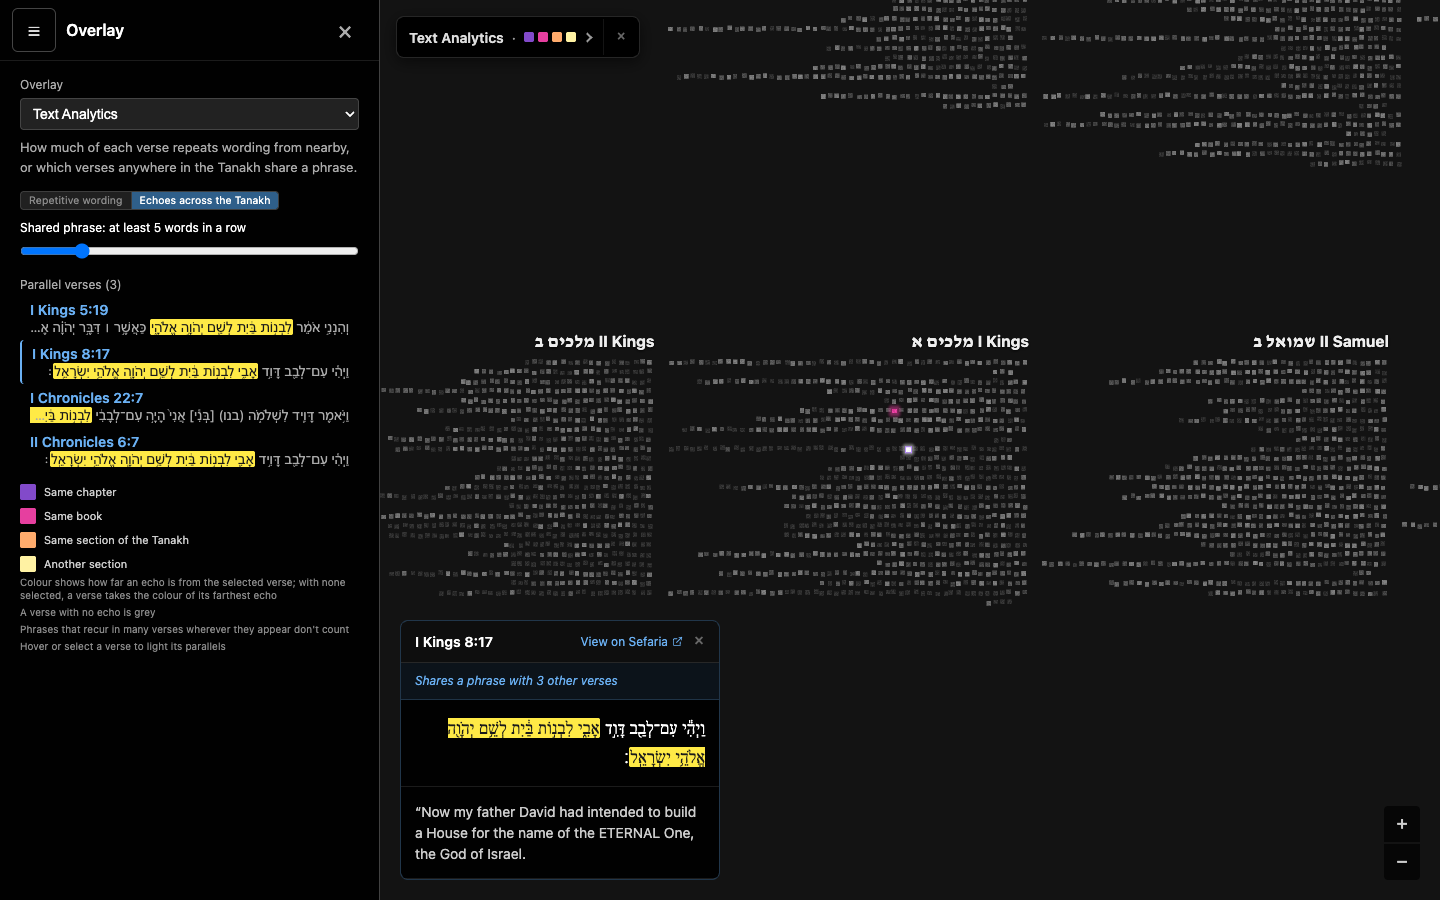 Overlay
Overlay
Text Analytics
How much of each verse repeats wording from nearby,
or which verses anywhere in the Tanakh share a phrase.
Repetitive wording
Echoes across the Tanakh
Shared phrase: at least 5 words in a row
Parallel verses (3)
I Kings 5:19
וְהִנְנִ֣י אֹמֵ֔ר לִבְנ֣וֹת בַּ֔יִת לְשֵׁ֖ם יְהֹוָ֣ה אֱלֹהָ֑י כַּאֲשֶׁ֣ר ׀ דִּבֶּ֣ר יְהֹוָ֗ה אֶ...
I Kings 8:17
וַיְהִ֕י עִם־לְבַ֖ב דָּוִ֣ד אָבִ֑י לִבְנ֣וֹת בַּ֔יִת לְשֵׁ֥ם יְהֹוָ֖ה אֱלֹהֵ֥י יִשְׂרָאֵֽל׃
I Chronicles 22:7
וַיֹּ֥אמֶר דָּוִ֖יד לִשְׁלֹמֹ֑ה (בנו) [בְּנִ֕י] אֲנִי֙ הָיָ֣ה עִם־לְבָבִ֔י לִבְנ֣וֹת בַּ֔יִ...
II Chronicles 6:7
וַיְהִ֕י עִם־לְבַ֖ב דָּוִ֣יד אָבִ֑י לִבְנ֣וֹת בַּ֔יִת לְשֵׁ֥ם יְהֹוָ֖ה אֱלֹהֵ֥י יִשְׂרָאֵֽל׃
Same chapter
Same book
Same section of the Tanakh
Another section
Colour shows how far an echo is from the selected verse; with none
selected, a verse takes the colour of its farthest echo
A verse with no echo is grey
Phrases that recur in many verses wherever they appear don't count
Hover or select a verse to light its parallels
Text Analytics ·
מלכים ב II Kings
מלכים א I Kings
שמואל ב II Samuel
I Kings 8:17
View on Sefaria
Shares a phrase with 3 other verses
וַיְהִ֕י עִם־לְבַ֖ב דָּוִ֣ד אָבִ֑י לִבְנ֣וֹת בַּ֔יִת לְשֵׁ֥ם יְהֹוָ֖ה
אֱלֹהֵ֥י יִשְׂרָאֵֽל׃
“Now my father David had intended to build
a House for the name of the ETERNAL One,
the God of Israel.